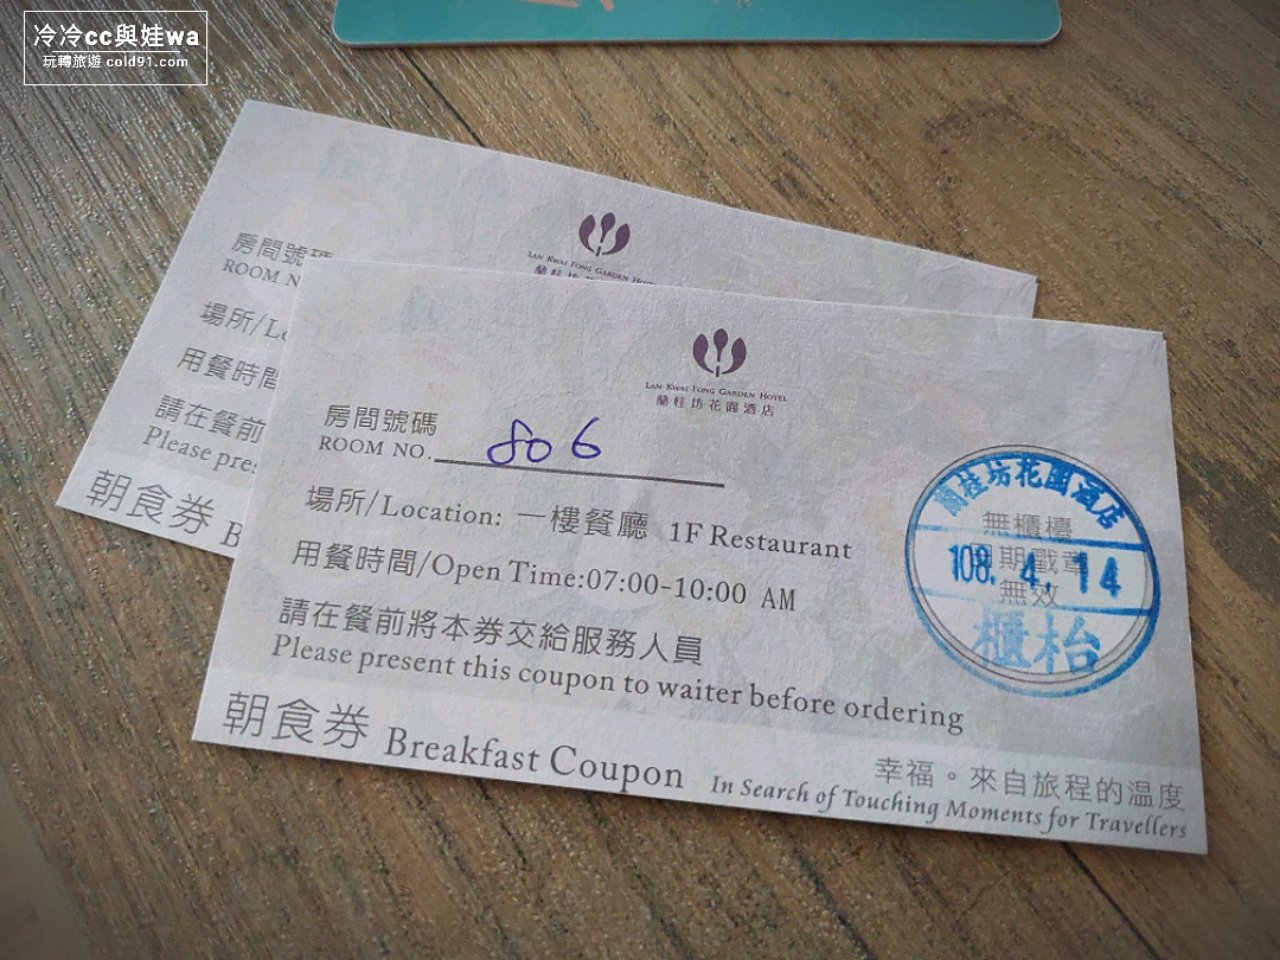 冷冷cc與娃wa
玩轉旅遊 cold91.com
LAN KWAI FONG GARDEN HOTEL
房間號碼
ROOM N
場所/Lo
用餐時間
請在餐前
Please pres
朝食券 B
LAN KWAI FONG GARDEN HOTEL
蘭桂坊花園酒店
房間號碼
ROOM NO. 806
場所/Location: 一樓餐廳 1F Restaurant
用餐時間/Open Time:07:00-10:00 AM
請在餐前將本券交給服務人員
Please present this coupon to waiter before ordering
朝食券 Breakfast Coupon
幸福。來自旅程的温度
In Search of Touching Moments for Travellers
蘭桂坊花園酒店
無櫃檯
日期戳章
無效
108. 4. 14
櫃枱